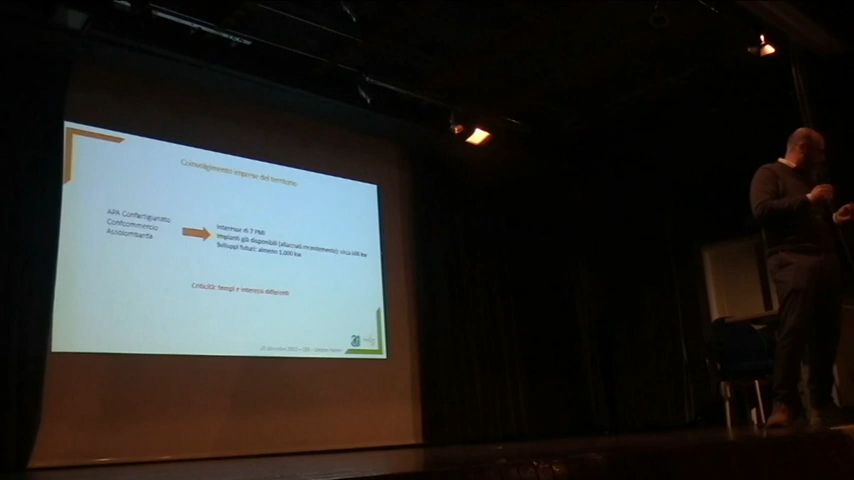 Coinvolgimento imprese del territorio
APA Confartigianato
Confcommercio
Assolombarda
Interesse di 7 PMI
Impianti già disponibili (allacciati recentemente): circa 600 kw
Sviluppi futuri: almeno 1.000 kw
Criticità: tempi e interessi differenti